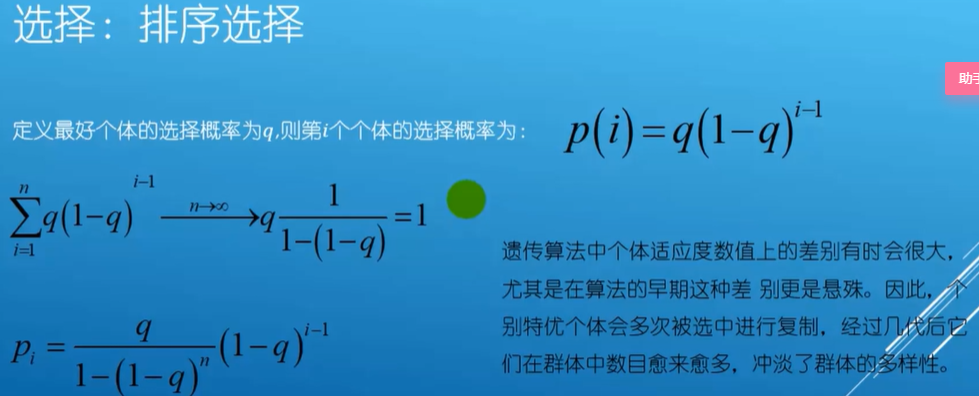 选择：排序选择
助手
定义最好个体的选择概率为q,则第i个个体的选择概率为：
p(i)=q(1-q)^{i-1}
\sum_{i=1}^{n} q(1-q)^{i-1} \xrightarrow{n→∞} q\frac{1}{1-(1-q)}=1
遗传算法中个体适应度数值上的差别有时会很大，
尤其是在算法的早期这种差 别更是悬殊。因此，个
别特优个体会多次被选中进行复制，经过几代后它
们在群体中数目愈来愈多，冲淡了群体的多样性。
p_i = \frac{q}{1-(1-q)^n}(1-q)^{i-1}